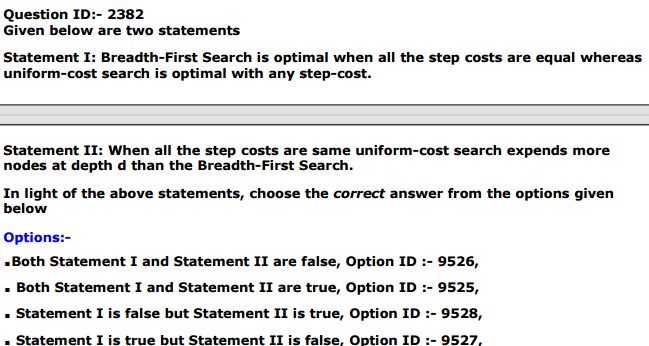 Question ID:- 2382
Given below are two statements
Statement I: Breadth-First Search is optimal when all the step costs are equal whereas
uniform-cost search is optimal with any step-cost.
Statement II: When all the step costs are same uniform-cost search expends more
nodes at depth d than the Breadth-First Search.
In light of the above statements, choose the correct answer from the options given
below
Options:-
▪Both Statement I and Statement II are false, Option ID :- 9526,
▪ Both Statement I and Statement II are true, Option ID :- 9525,
▪ Statement I is false but Statement II is true, Option ID :- 9528,
▪ Statement I is true but Statement II is false, Option ID :- 9527,